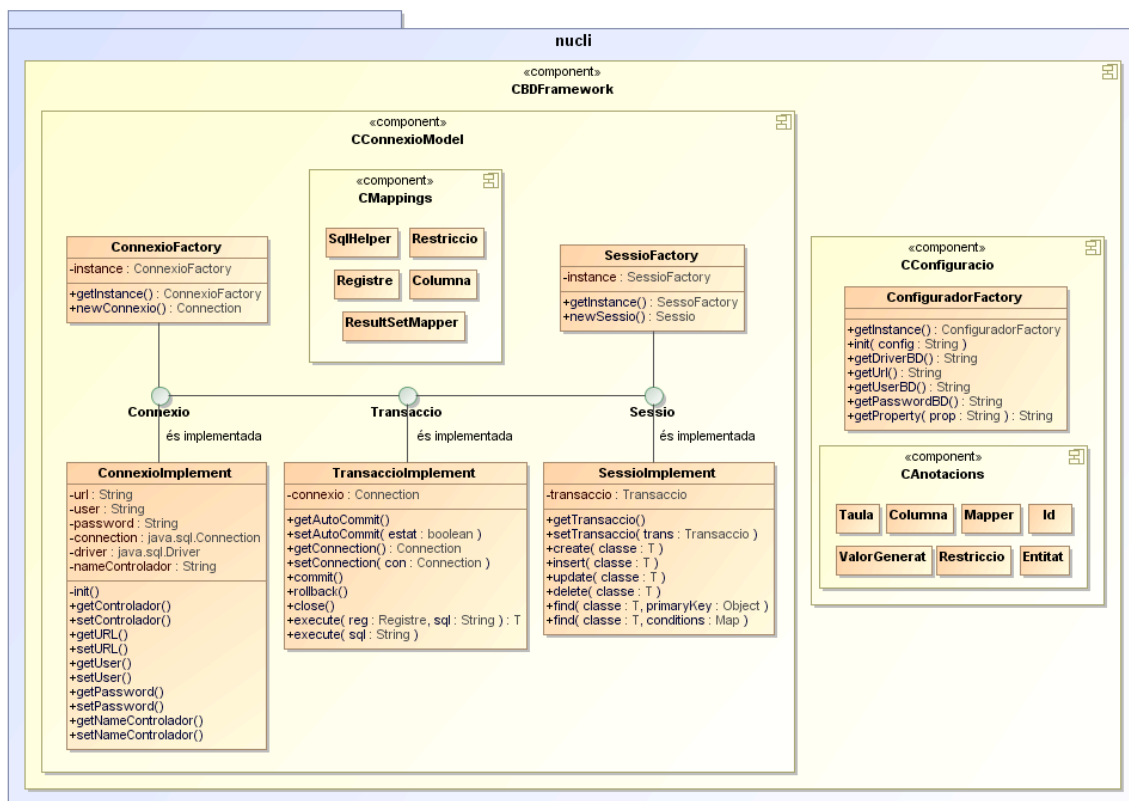 nucli
«component»
CBDFramework
«component»
CConnexioModel
«component»
CMappings
SqlHelper
Restriccio
Registre
Columna
ResultSetMapper
ConnexioFactory
-instance : ConnexioFactory
+getInstance() : ConnexioFactory
+newConnexio() : Connection
SessioFactory
-instance : SessioFactory
+getInstance() : SessoFactory
+newSessio() : Sessio
Connexio
Transaccio
Sessio
és implementada
és implementada
és implementada
ConnexioImplement
-url : String
-user : String
-password : String
-connection : java.sql.Connection
-driver : java.sql.Driver
-nameControlador : String
-init()
+getControlador()
+setControlador()
+getURL()
+setURL()
+getUser()
+setUser()
+getPassword()
+setPassword()
+getNameControlador()
+setNameControlador()
TransaccioImplement
-connexio : Connection
+getAutoCommit()
+setAutoCommit( estat : boolean )
+getConnection() : Connection
+setConnection( con : Connection )
+commit()
+rollback()
+close()
+execute( reg : Registre, sql : String ) : T
+execute( sql : String )
SessioImplement
-transaccio : Transaccio
+getTransaccio()
+setTransaccio( trans : Transaccio )
+create( classe : T )
+insert( classe : T )
+update( classe : T )
+delete( classe : T )
+find( classe : T, primaryKey : Object )
+find( classe : T, conditions : Map )
«component»
CConfiguracio
ConfiguradorFactory
+getInstance() : ConfiguradorFactory
+init( config : String )
+getDriverBD() : String
+getUrl() : String
+getUserBD() : String
+getPasswordBD() : String
+getProperty( prop : String ) : String
«component»
CAnotacions
Taula
Columna
Mapper
Id
ValorGenerat
Restriccio
Entitat